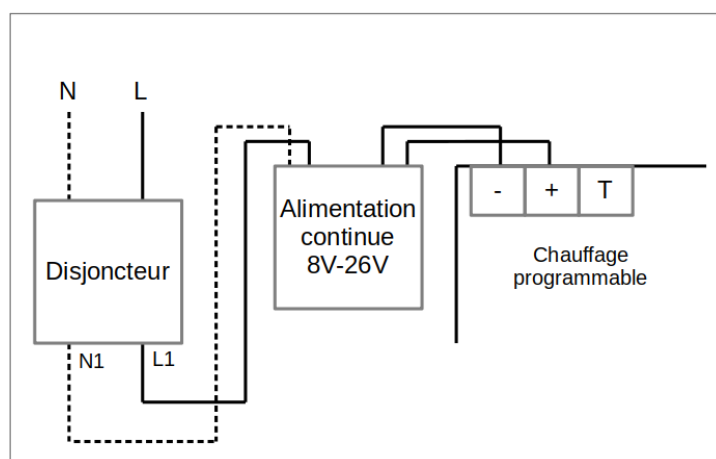 N L
Disjoncteur
N1 L1
Alimentation
continue
8V-26V
- + T
Chauffage
programmable